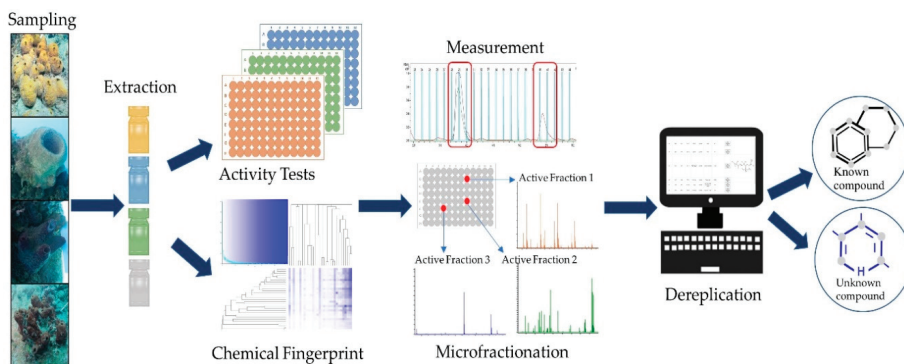 Sampling
Extraction
Activity Tests
Chemical Fingerprint
Measurement
Active Fraction 1
Active Fraction 3
Active Fraction 2
Microfractionation
Dereplication
Known
compound
H
Unknown
compound